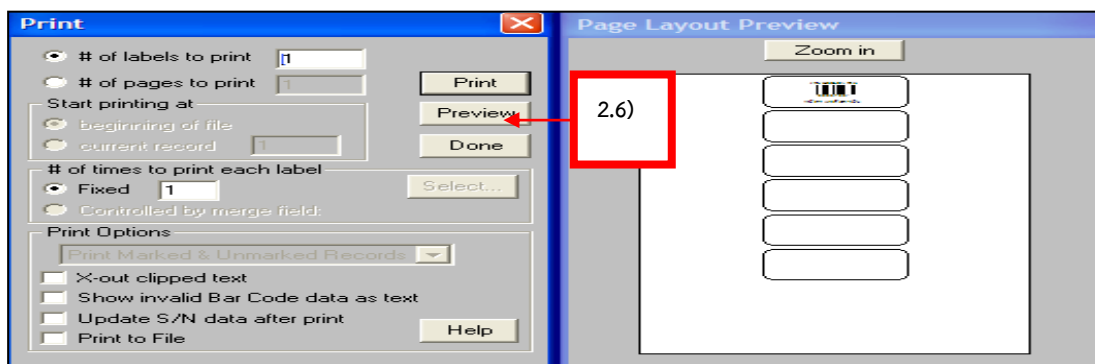 Print
# of labels to print 1
# of pages to print 1
Print
Start printing at
Preview
beginning of file
current record 1
Done
# of times to print each label
Fixed 1
Select...
Controlled by merge field:
Print Options
Print Marked & Unmarked Records
X-out clipped text
Show invalid Bar Code data as text
Update S/N data after print
Print to File
Help
2.6)
Page Layout Preview
Zoom in